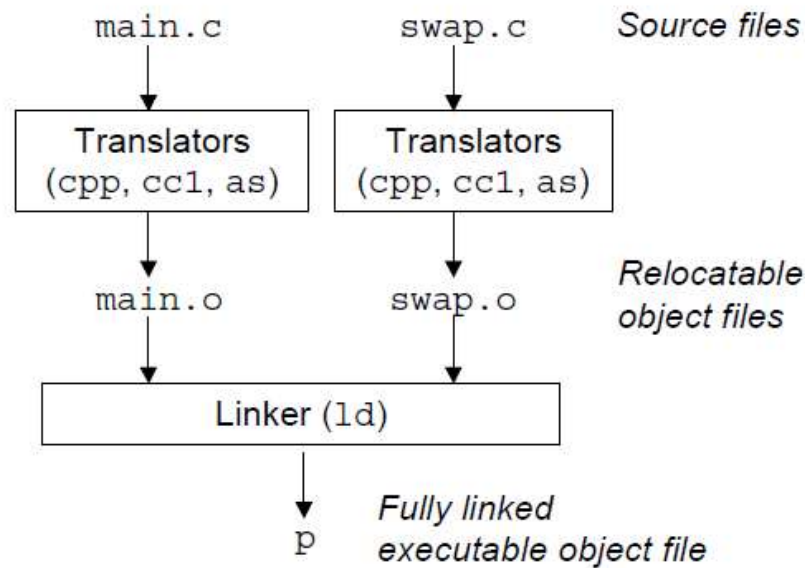 main.c
swap.c
Source files
Translators
(cpp, cc1, as)
Translators
(cpp, cc1, as)
main.o
swap.o
Relocatable
object files
Linker (ld)
p
Fully linked
executable object file